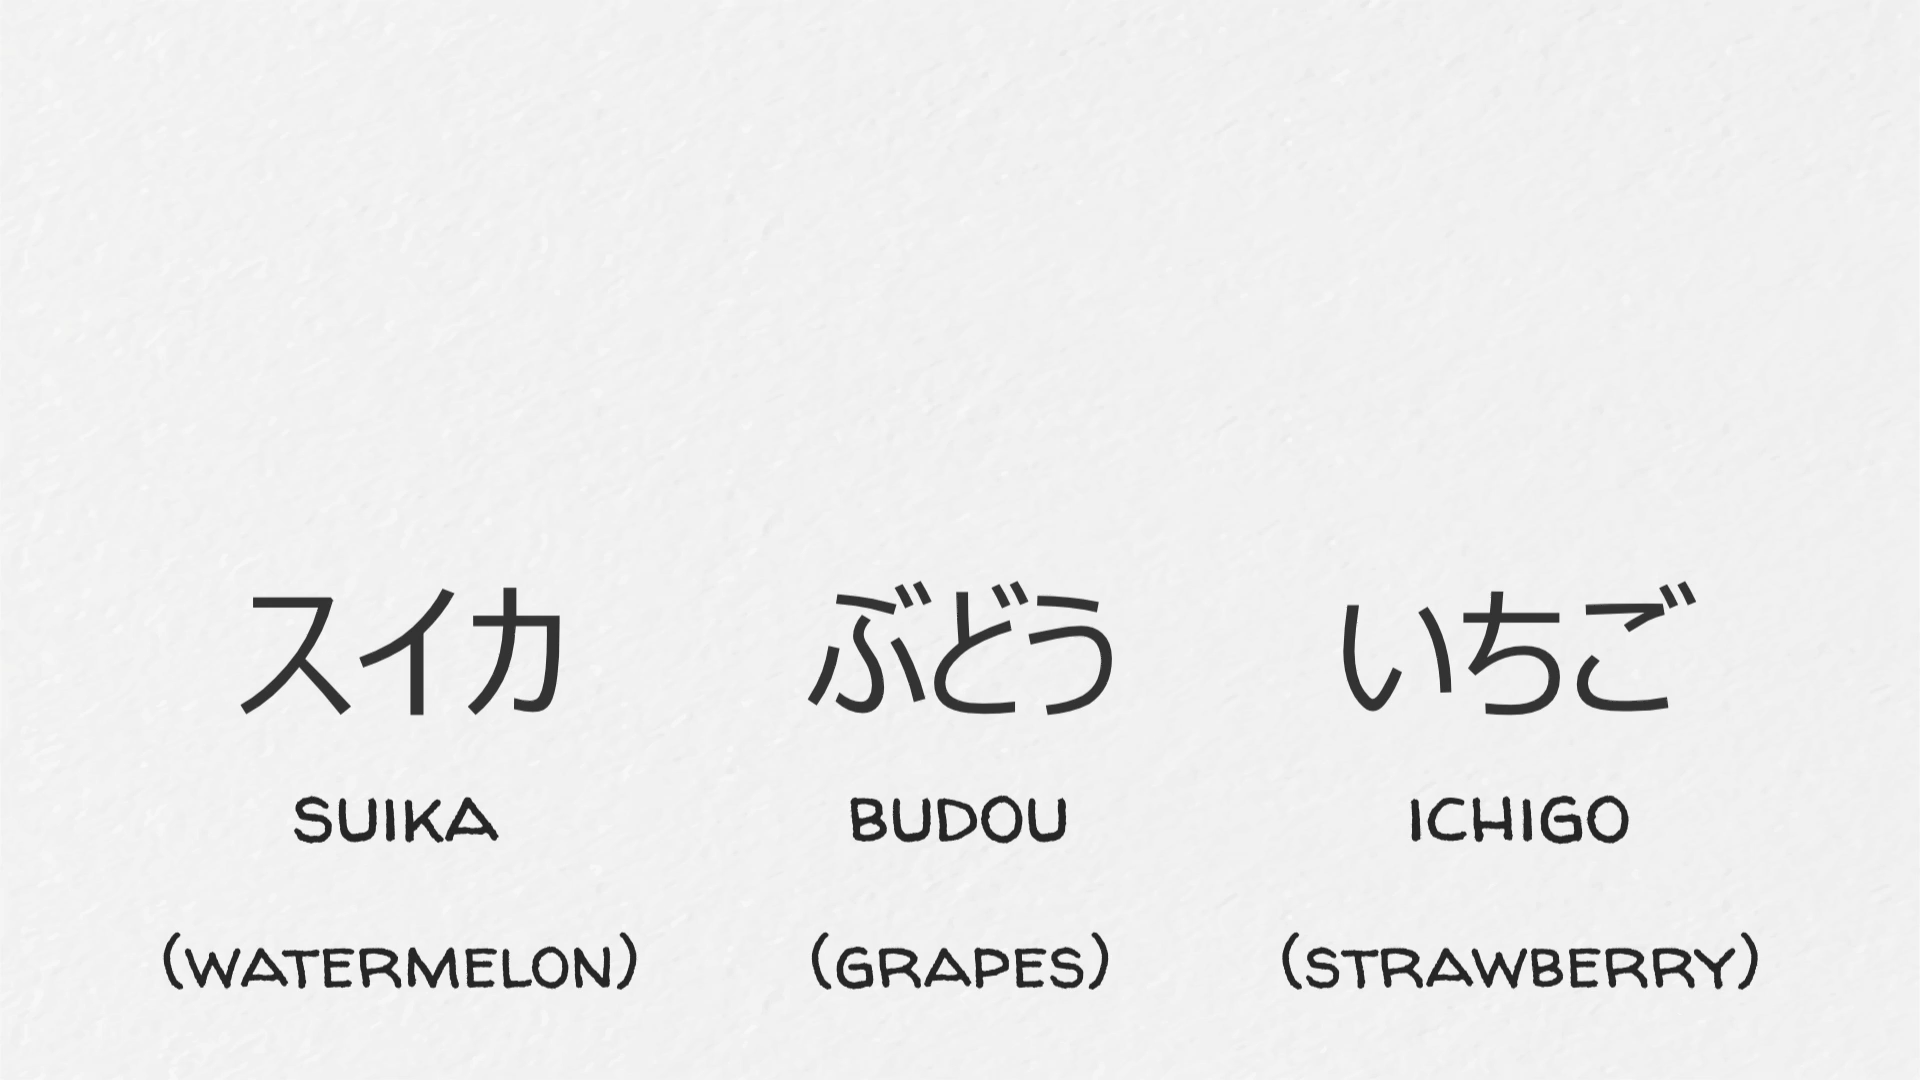 スイカ ぶどう いちご
SUIKA BUDOU ICHIGO
(WATERMELON) (GRAPES) (STRAWBERRY)